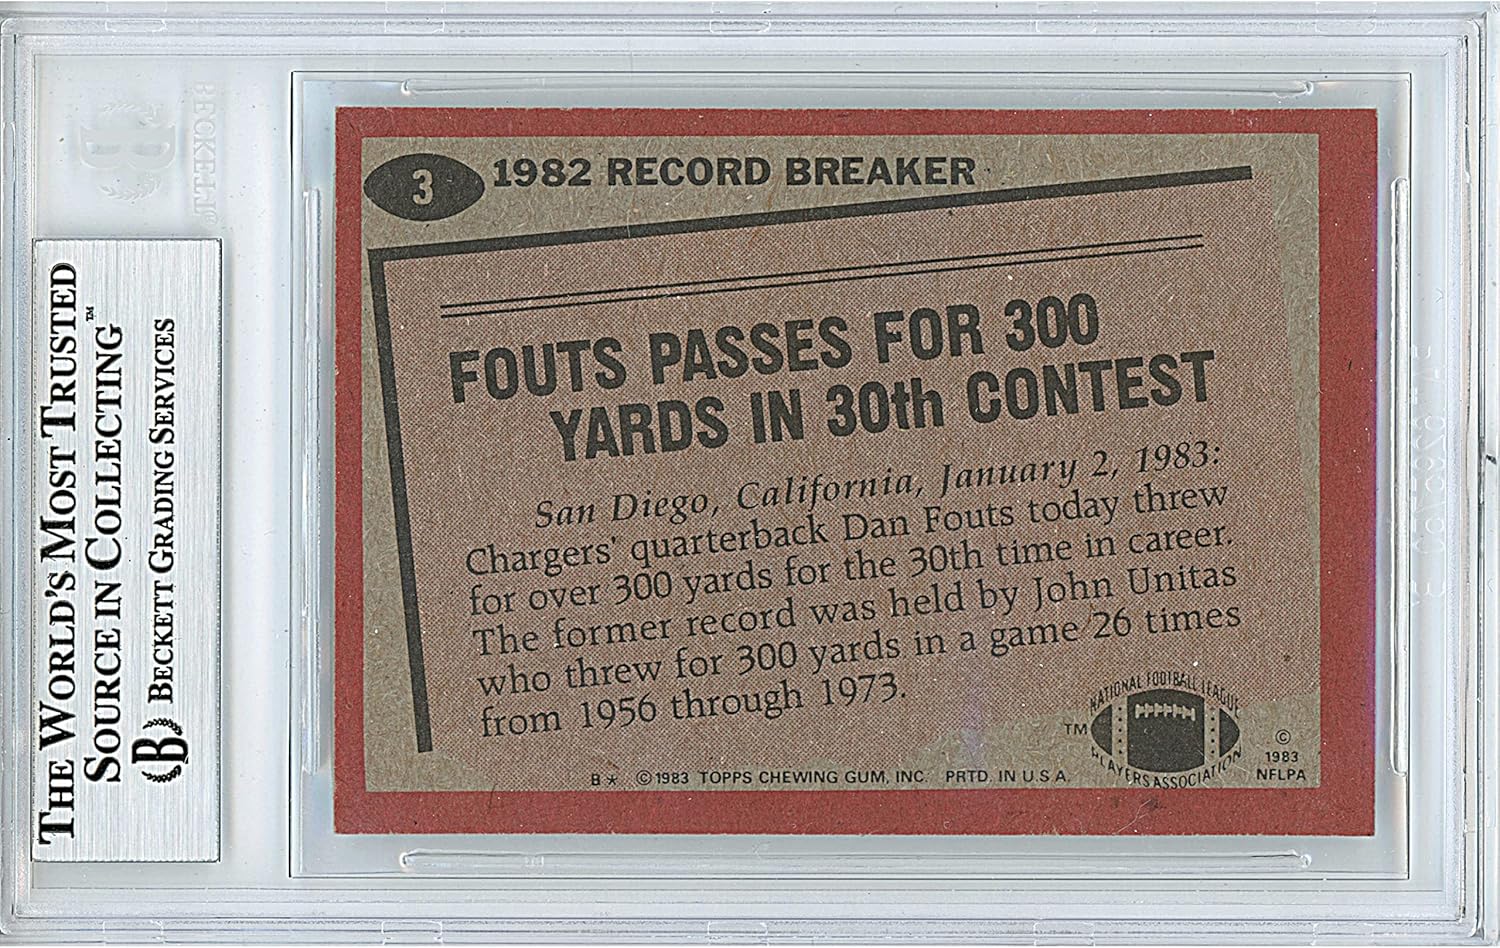 BECKETT
THE WORLD'S MOST TRUSTED
SOURCE IN COLLECTING™
B BECKETT GRADING SERVICES
3 1982 RECORD BREAKER
FOUTS PASSES FOR 300
YARDS IN 30th CONTEST
San Diego, California, January 2, 1983:
Chargers' quarterback Dan Fouts today threw
for over 300 yards for the 30th time in career.
The former record was held by John Unitas
who threw for 300 yards in a game 26 times
from 1956 through 1973.
NATIONAL FOOTBALL LEAGUE
PLAYERS ASSOCIATION
TM
©
1983
NFLPA
B* ©1983 TOPPS CHEWING GUM, INC. PRTD. IN U.S.A.